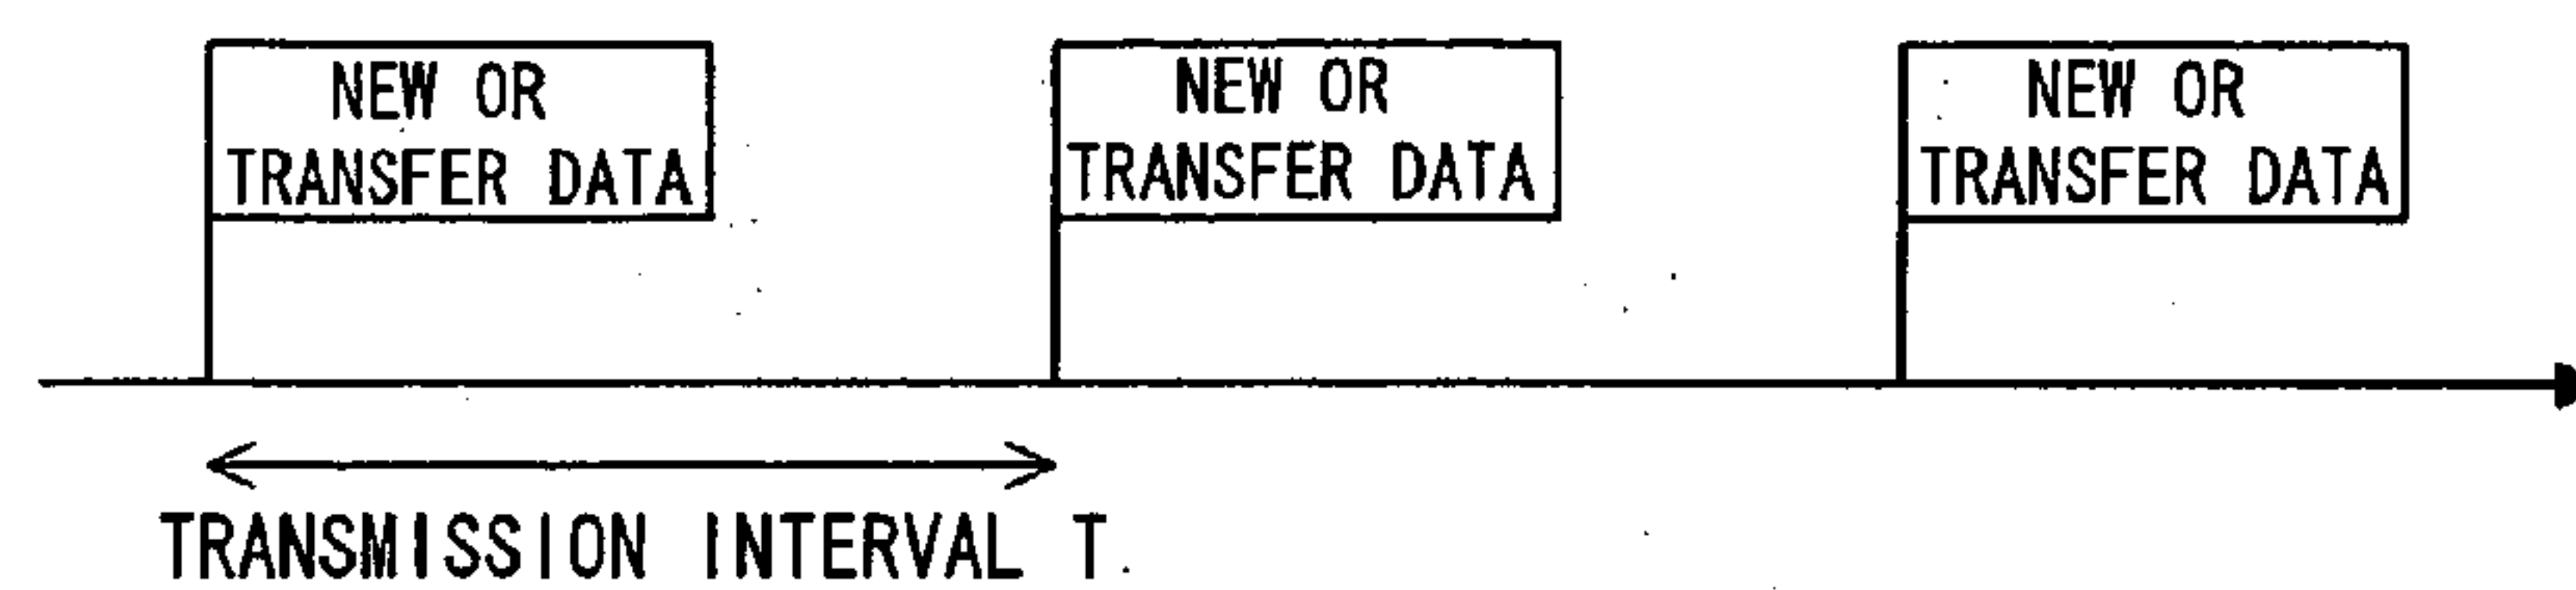 NEW OR
TRANSFER DATA
NEW OR
TRANSFER DATA
NEW OR
TRANSFER DATA
TRANSMISSION INTERVAL T